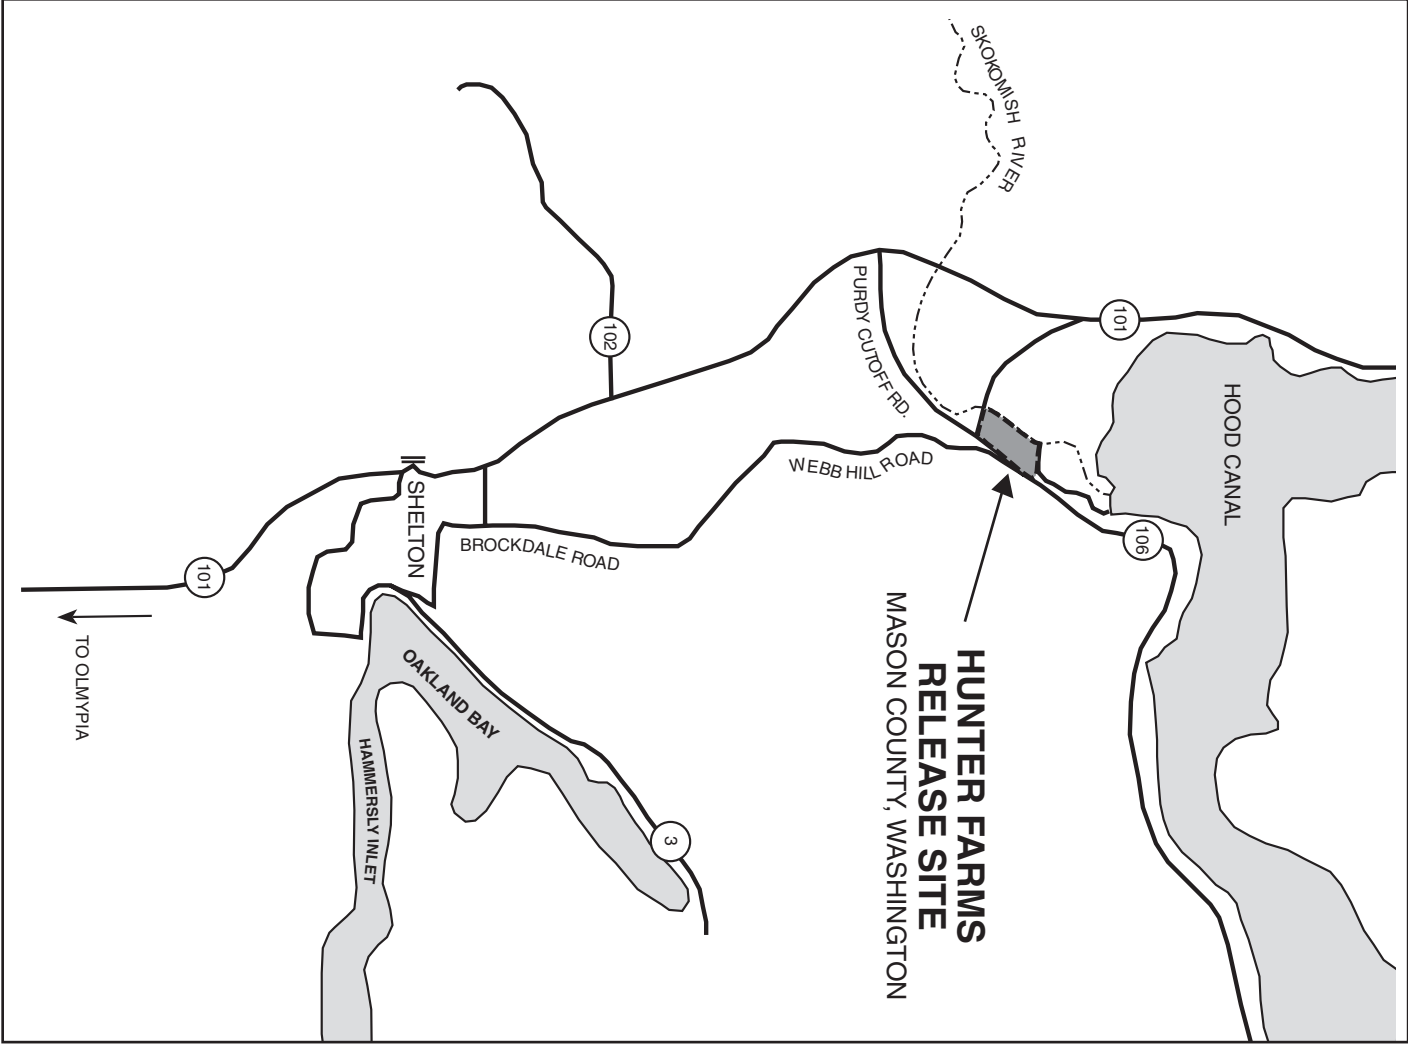 SKOKOMISH RIVER
101
HOOD CANAL
PURDY CUTOFF RD.
102
WEBB HILL ROAD
106
HUNTER FARMS
RELEASE SITE
MASON COUNTY, WASHINGTON
BROCKDALE ROAD
SHELTON
101
TO OLMYPIA
OAKLAND BAY
HAMMERSLY INLET
3